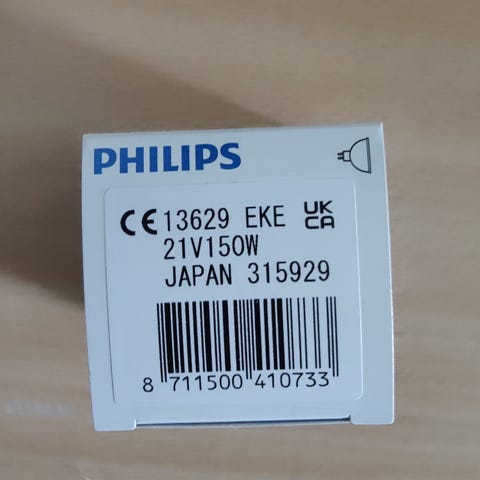 PHILIPS
CE 13629 EKE UK CA
21V150W
JAPAN 315929
8 711500 410733